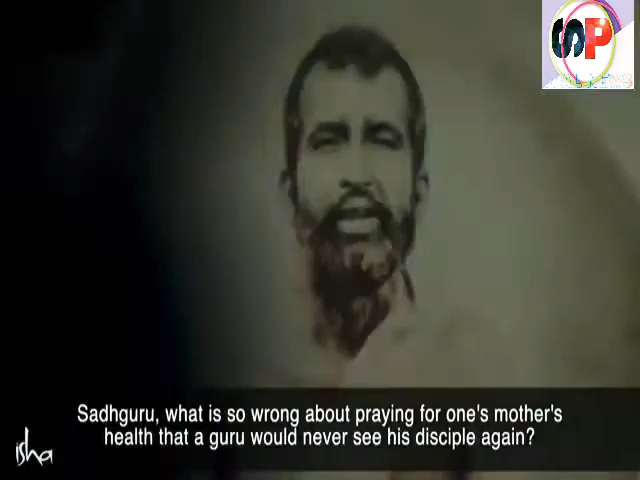 SP
Sadhguru, what is so wrong about praying for one's mother's
health that a guru would never see his disciple again?
isha